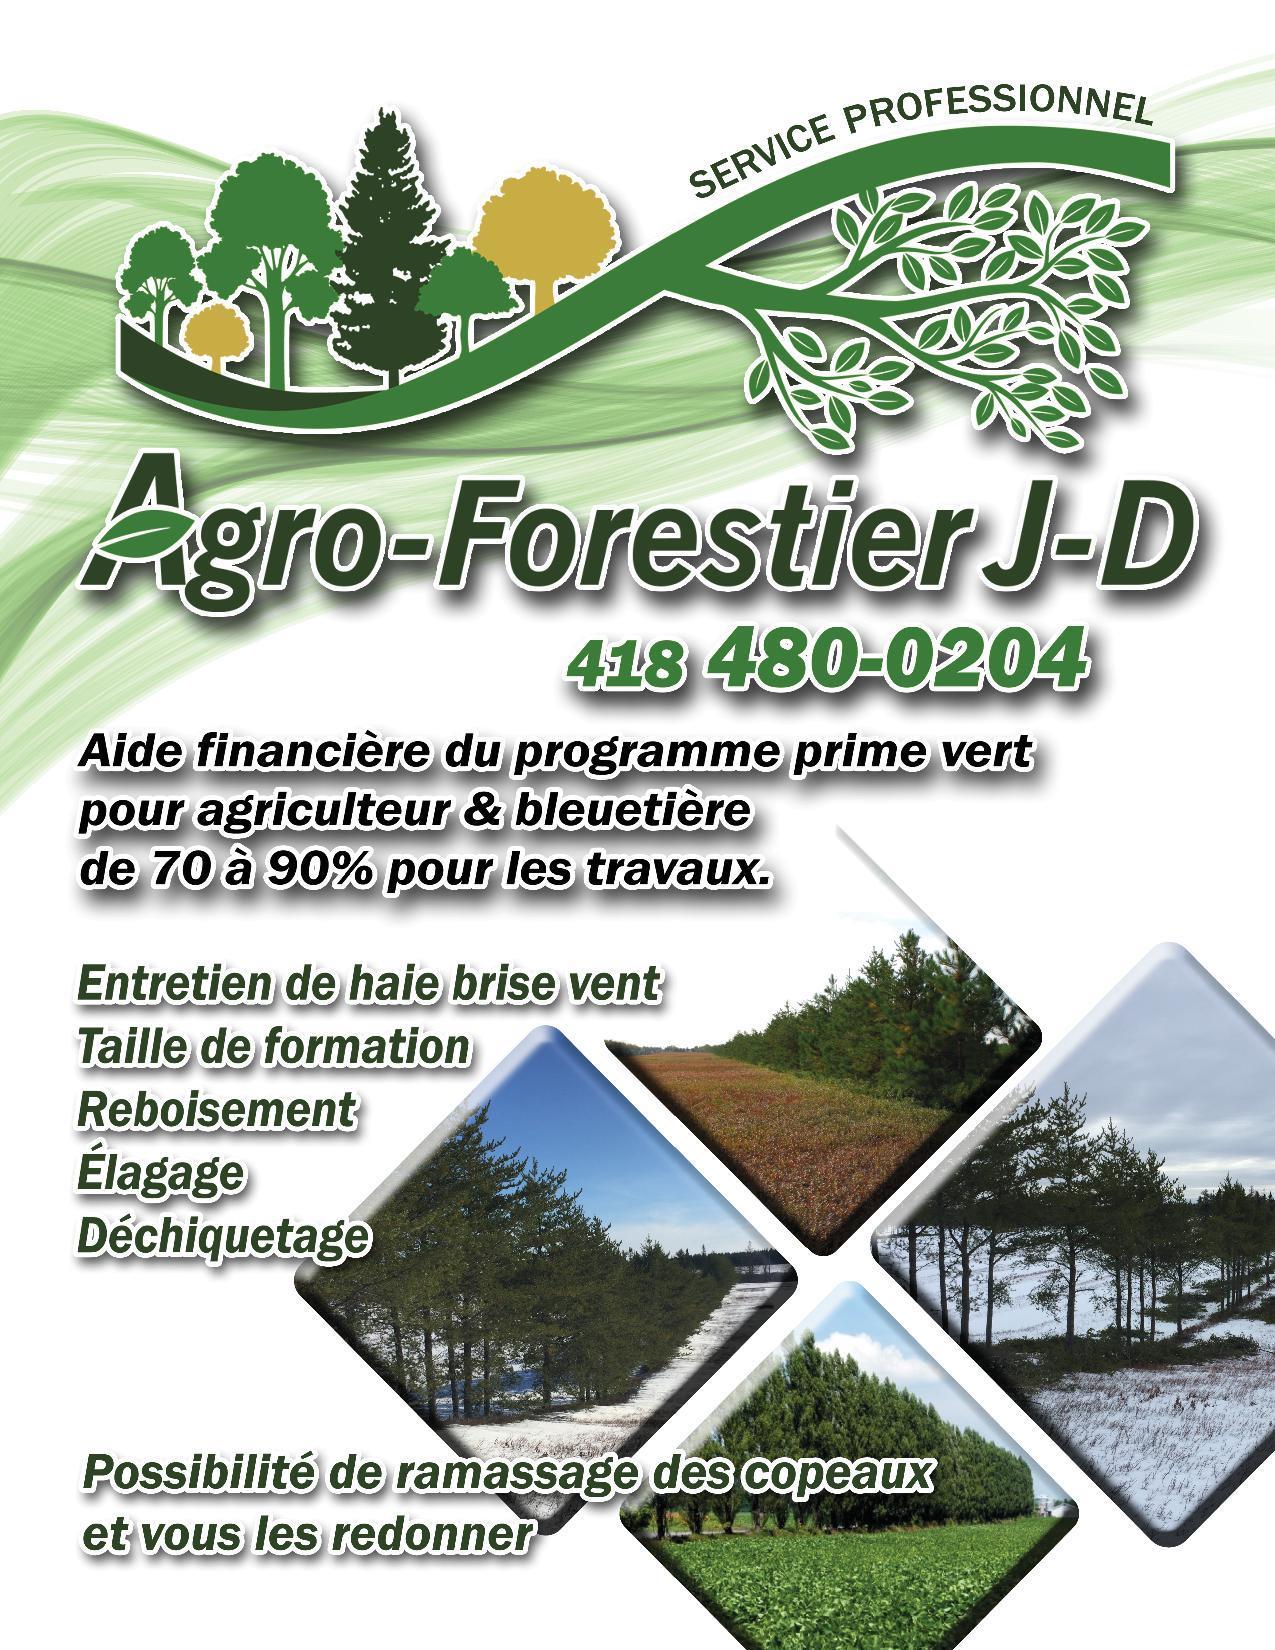 SERVICE PROFESSIONNEL
Agro-Forestier J-D
418 480-0204
Aide financière du programme prime vert
pour agriculteur & bleuetière
de 70 à 90% pour les travaux.
Entretien de haie brise vent
Taille de formation
Reboisement
Élagage
Déchiquetage
Possibilité de ramassage des copeaux
et vous les redonner